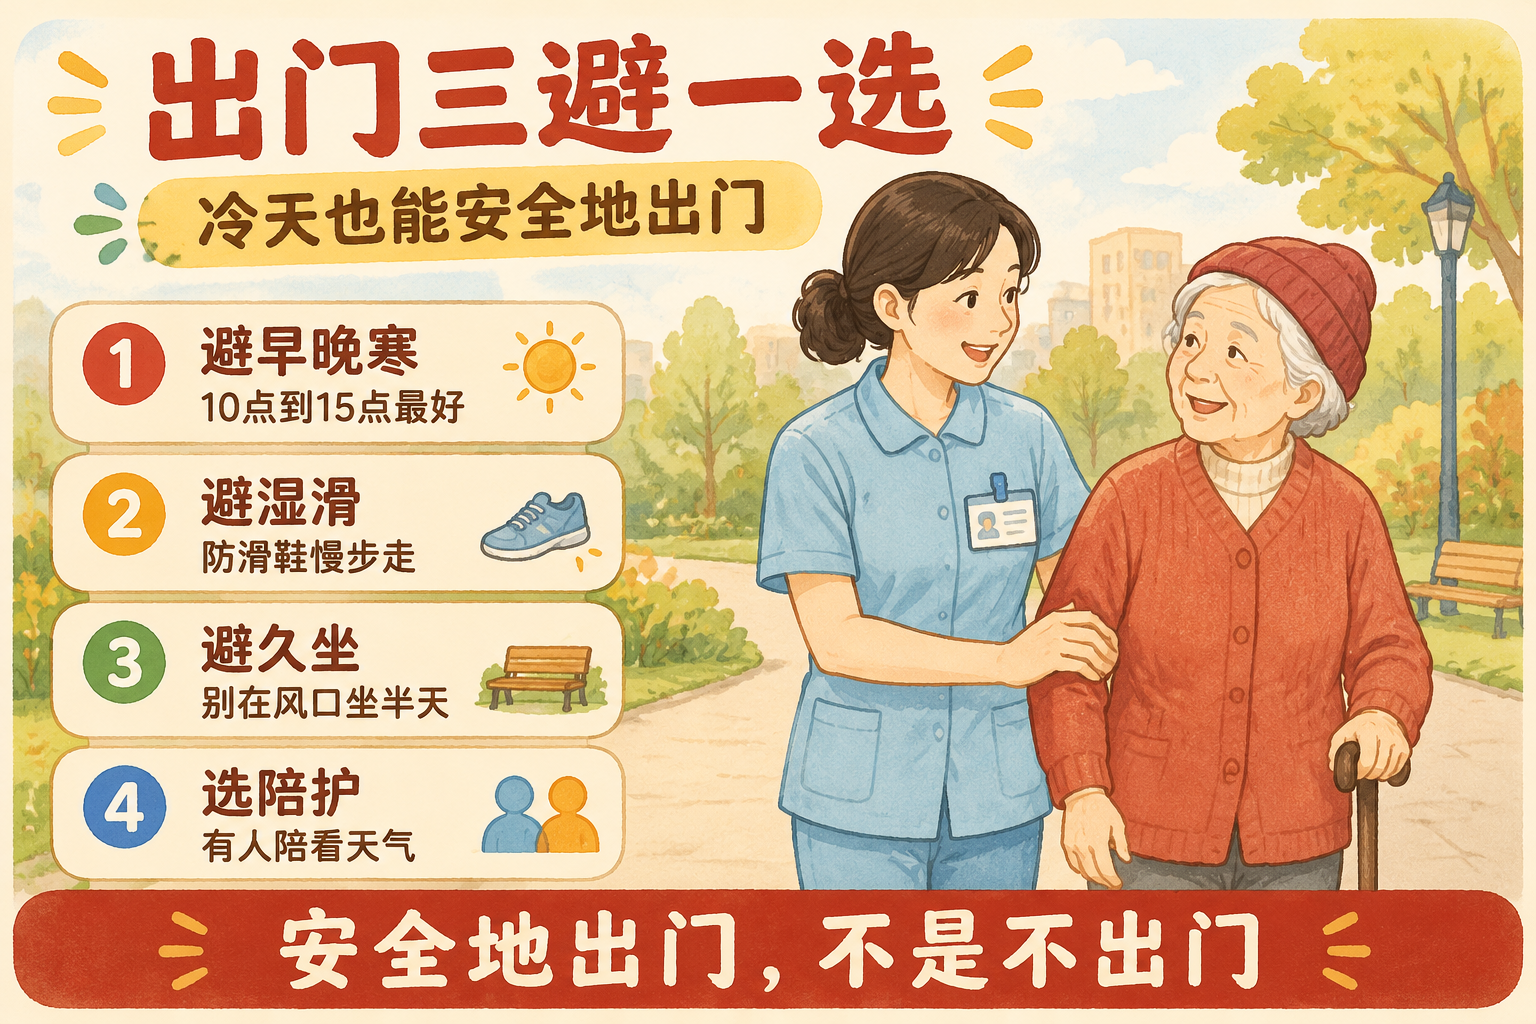 出门三避一选
冷天也能安全地出门
1
避早晚寒
10点到15点最好
2
避湿滑
防滑鞋慢步走
3
避久坐
别在风口坐半天
4
选陪护
有人陪看天气
安全地出门，不是不出门